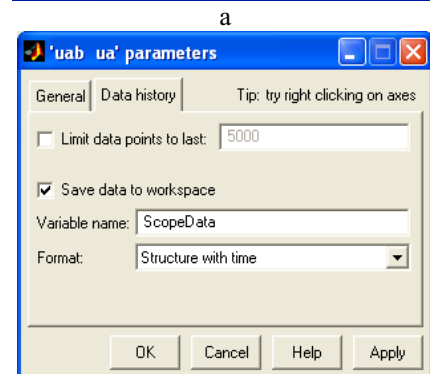 a
'uab ua' parameters
General Data history Tip: try right clicking on axes
Limit data points to last: 5000
Save data to workspace
Variable name: ScopeData
Format: Structure with time
OK Cancel Help Apply